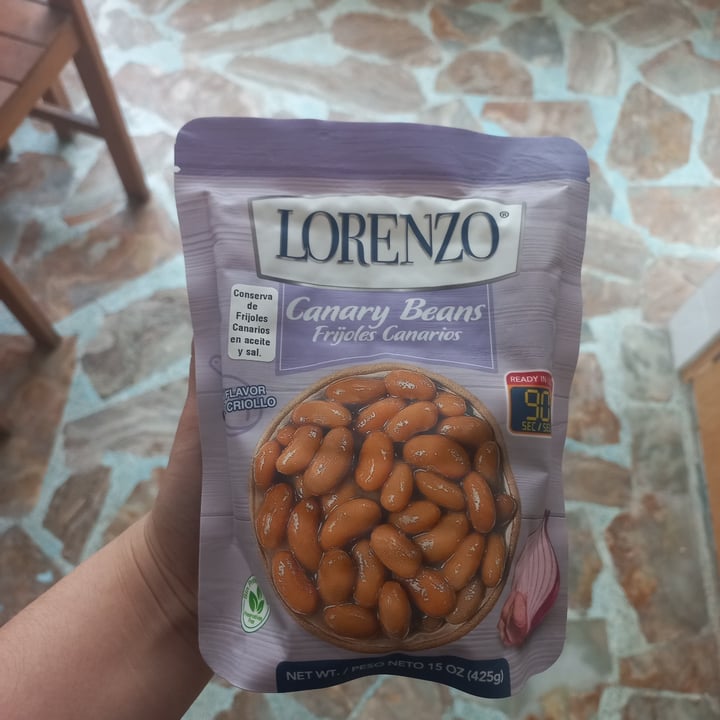 LORENZO®
Canary Beans
Frijoles Canarios
Conserva
de
Frijoles
Canarios
en aceite
y sal.
FLAVOR
CRIOLLO
READY IN
90
SEC / SE
NET WT. / PESO NETO 15 OZ (425g)